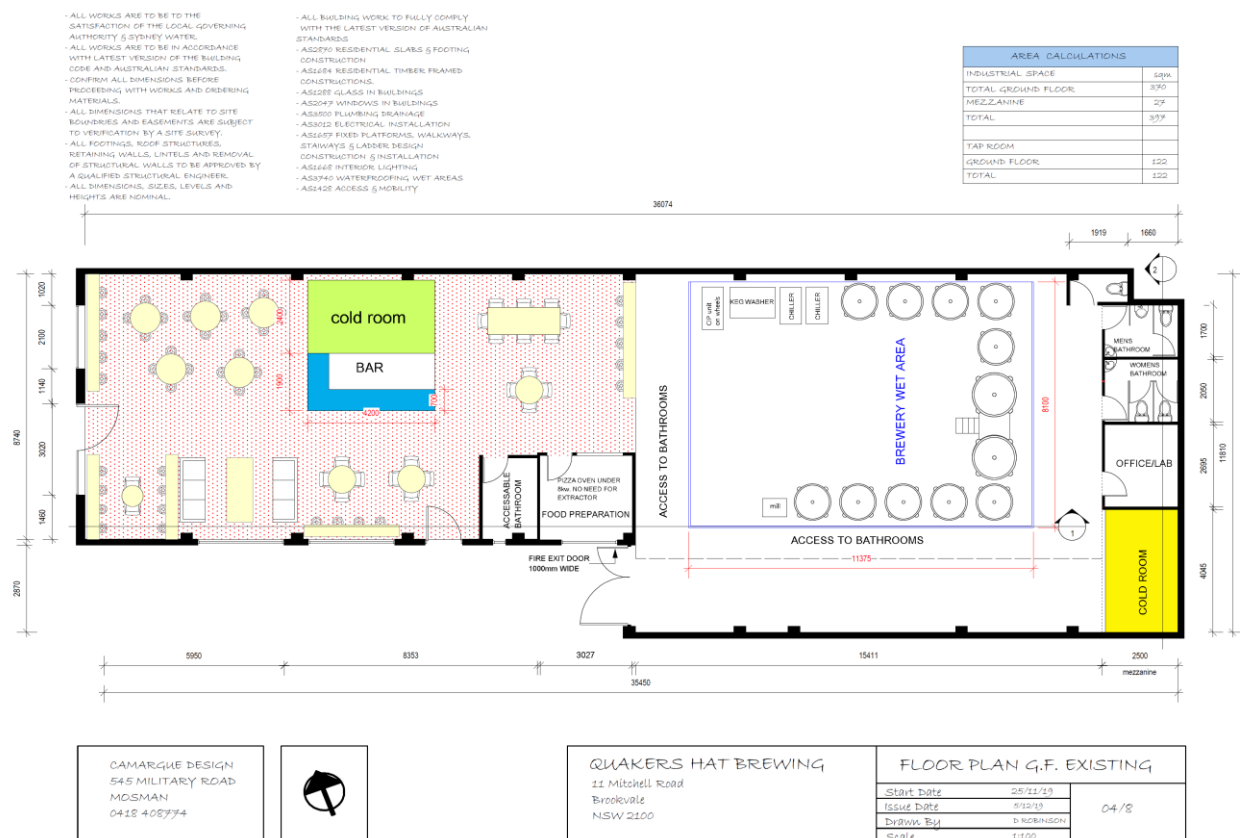 - ALL WORKS ARE TO BE TO THE
SATISFACTION OF THE LOCAL GOVERNING
AUTHORITY & SYDNEY WATER.
- ALL WORKS ARE TO BE IN ACCORDANCE
WITH LATEST VERSION OF THE BUILDING
CODE AND AUSTRALIAN STANDARDS.
- CONFIRM ALL DIMENSIONS BEFORE
PROCEEDING WITH WORKS AND ORDERING
MATERIALS.
- ALL DIMENSIONS THAT RELATE TO SITE
BOUNDRIES AND EASEMENTS ARE SUBJECT
TO VERIFICATION BY A SITE SURVEY.
- ALL FOOTINGS, ROOF STRUCTURES,
RETAINING WALLS, LINTELS AND REMOVAL
OF STRUCTURAL WALLS TO BE APPROVED BY
A QUALIFIED STRUCTURAL ENGINEER.
- ALL DIMENSIONS, SIZES, LEVELS AND
HEIGHTS ARE NOMINAL.
- ALL BUILDING WORK TO FULLY COMPLY
WITH THE LATEST VERSION OF AUSTRALIAN
STANDARDS
- AS2870 RESIDENTIAL SLABS & FOOTING
CONSTRUCTION
- AS1684 RESIDENTIAL TIMBER FRAMED
CONSTRUCTIONS.
- AS1288 GLASS IN BUILDINGS
- AS2047 WINDOWS IN BUILDINGS
- AS3500 PLUMBING DRAINAGE
- AS3012 ELECTRICAL INSTALLATION
- AS1657 FIXED PLATFORMS, WALKWAYS,
STAIWAYS & LADDER DESIGN
CONSTRUCTION & INSTALLATION
- AS1668 INTERIOR LIGHTING
- AS3740 WATERPROOFING WET AREAS
- AS1428 ACCESS & MOBILITY
AREA CALCULATIONS
INDUSTRIAL SPACE sqm
TOTAL GROUND FLOOR 370
MEZZANINE 27
TOTAL 397
TAP ROOM
GROUND FLOOR 122
TOTAL 122
36074
1919 1660
2
1020
2100
1140
3020
1460
8740
2870
2400
1900
4200
700
cold room
BAR
ACCESSABLE
BATHROOM
PIZZA OVEN UNDER
8kw. NO NEED FOR
EXTRACTOR
FOOD PREPARATION
FIRE EXIT DOOR
1000mm WIDE
ACCESS TO BATHROOMS
C/P unit
on wheels
KEG WASHER
CHILLER
CHILLER
BREWERY WET AREA
8100
mill
ACCESS TO BATHROOMS
11375
1
MENS
BATHROOM
WOMENS
BATHROOM
OFFICE/LAB
COLD ROOM
1700
2060
2695
4045
11810
5950 8353 3027 15411 2500
mezzanine
35450
CAMARGUE DESIGN
545 MILITARY ROAD
MOSMAN
0418 408774
QUAKERS HAT BREWING
11 Mitchell Road
Brookvale
NSW 2100
FLOOR PLAN G.F. EXISTING
Start Date 25/11/19
Issue Date 5/12/19
Drawn By D ROBINSON
Scale 1:100
04/8